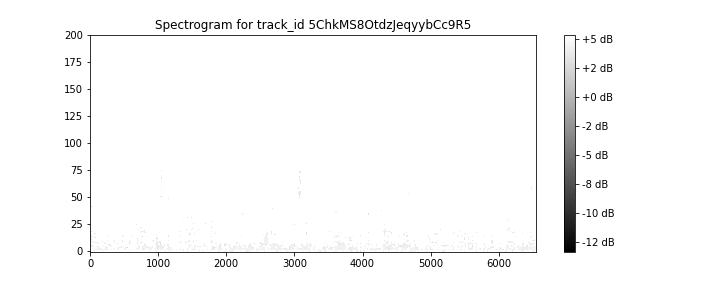 Spectrogram for track_id 5ChkMS8OtdzJeqyybCc9R5
200
175
150
125
100
75
50
25
0
0 1000 2000 3000 4000 5000 6000
+5 dB
+2 dB
+0 dB
-2 dB
-5 dB
-8 dB
-10 dB
-12 dB